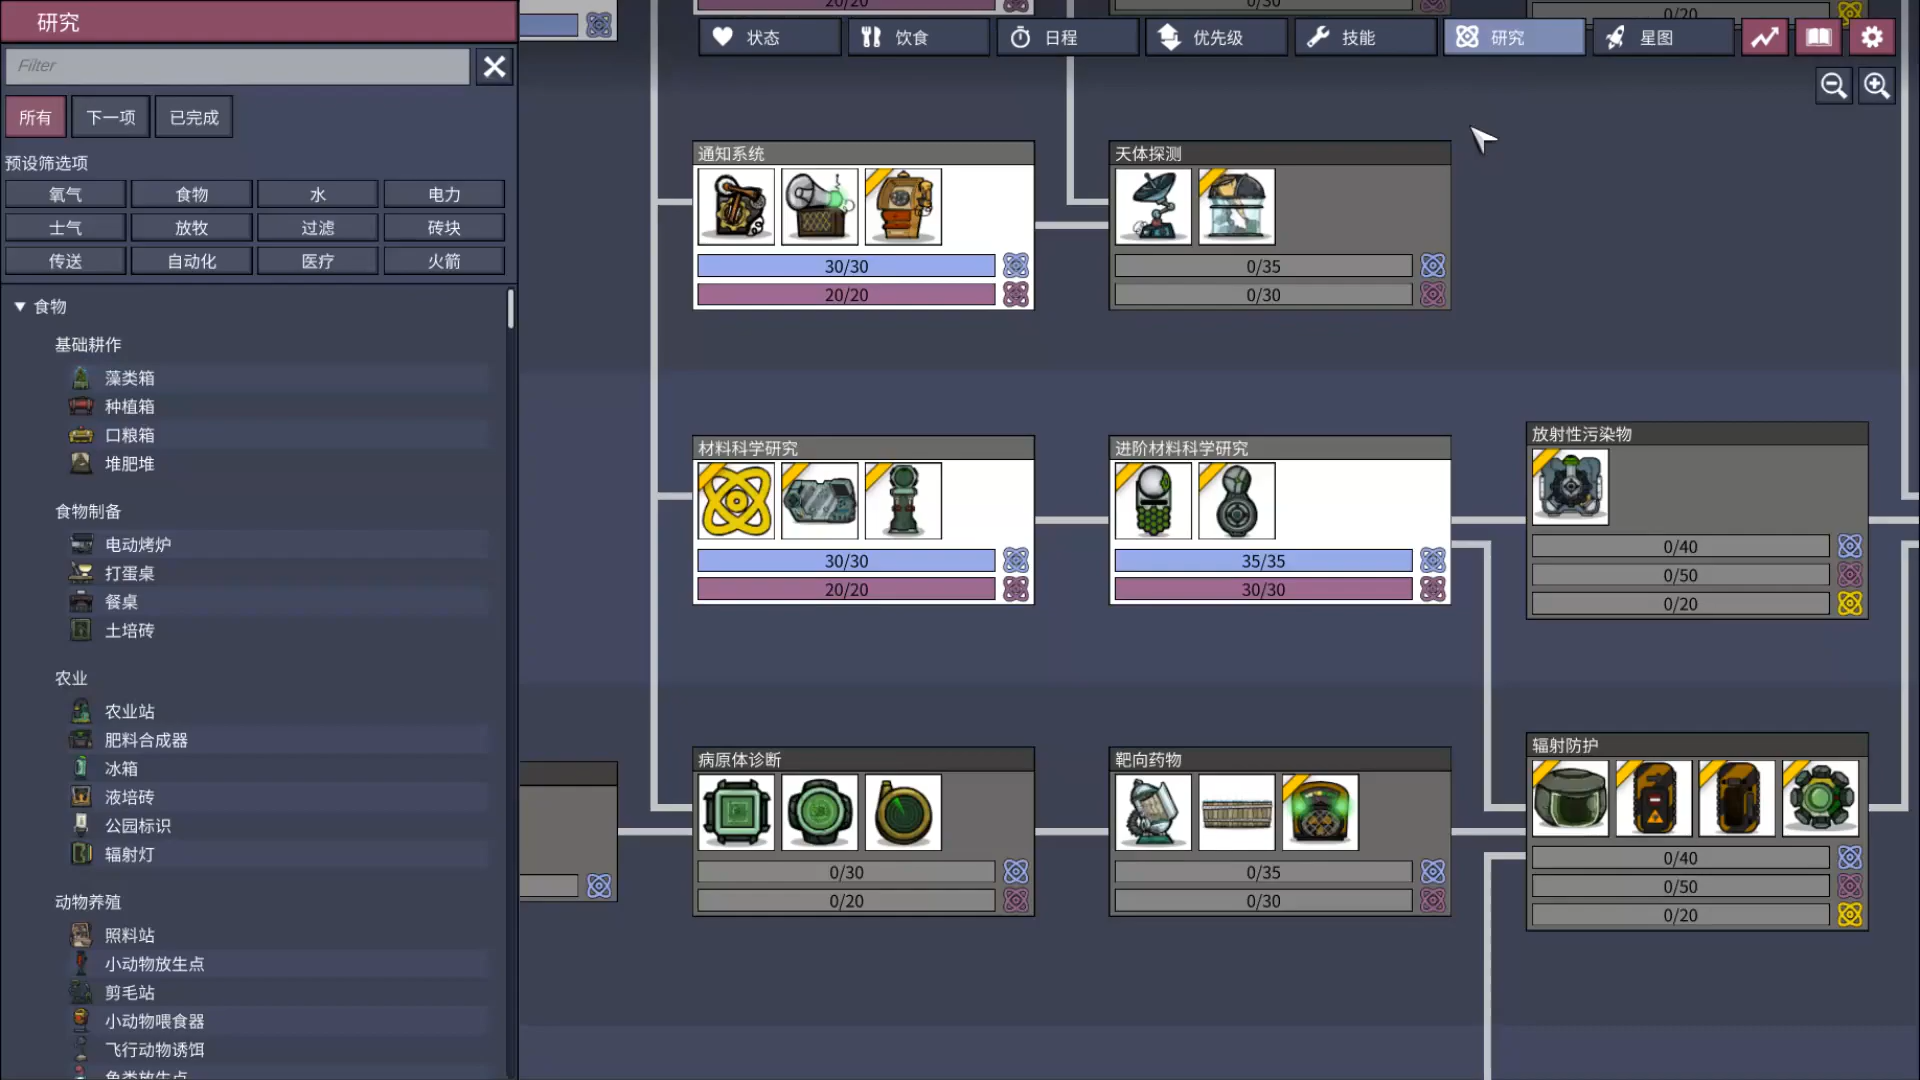 研究
Filter
所有
下一项
已完成
预设筛选项
氧气
食物
水
电力
士气
放牧
过滤
砖块
传送
自动化
医疗
火箭
食物
基础耕作
藻类箱
种植箱
口粮箱
堆肥堆
食物制备
电动烤炉
打蛋桌
餐桌
土培砖
农业
农业站
肥料合成器
冰箱
液培砖
公园标识
辐射灯
动物养殖
照料站
小动物放生点
剪毛站
小动物喂食器
飞行动物诱饵
鱼类放生点
20/20
0/30
0/20
状态
饮食
日程
优先级
技能
研究
星图
通知系统
30/30
20/20
天体探测
0/35
0/30
材料科学研究
30/30
20/20
进阶材料科学研究
35/35
30/30
放射性污染物
0/40
0/50
0/20
病原体诊断
0/30
0/20
靶向药物
0/35
0/30
辐射防护
0/40
0/50
0/20